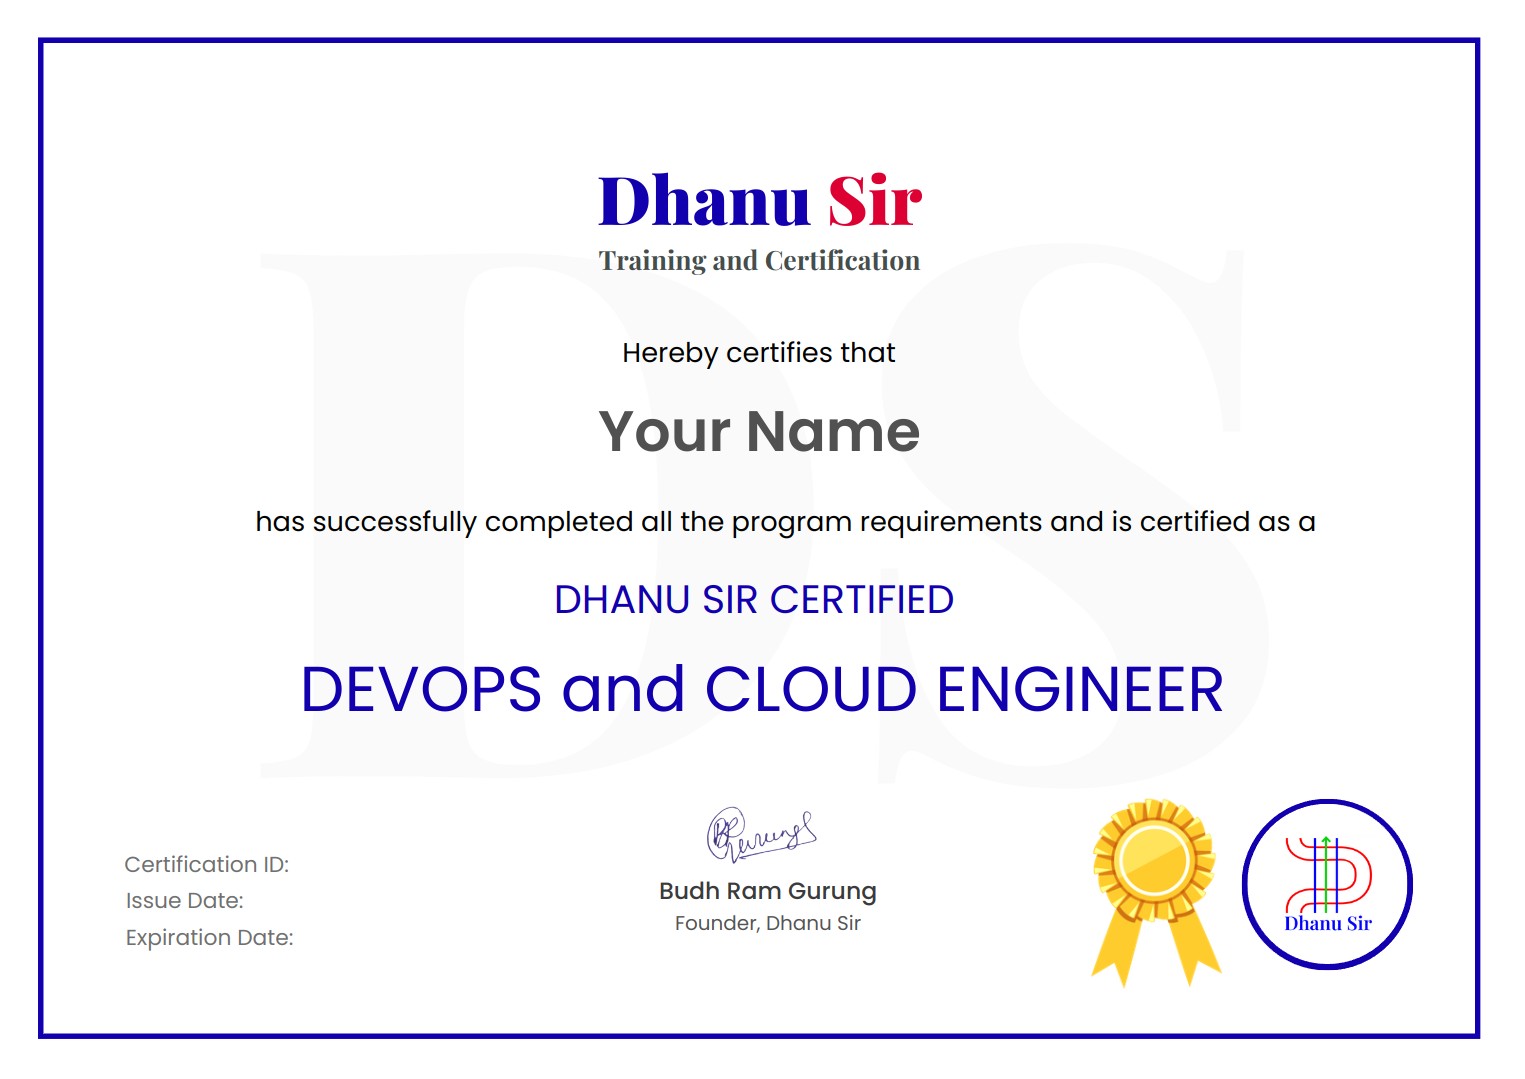 Dhanu Sir
Training and Certification
Hereby certifies that
Your Name
has successfully completed all the program requirements and is certified as a
DHANU SIR CERTIFIED
DEVOPS and CLOUD ENGINEER
Certification ID:
Issue Date:
Expiration Date:
BRGurung
Budh Ram Gurung
Founder, Dhanu Sir
Dhanu Sir
DS